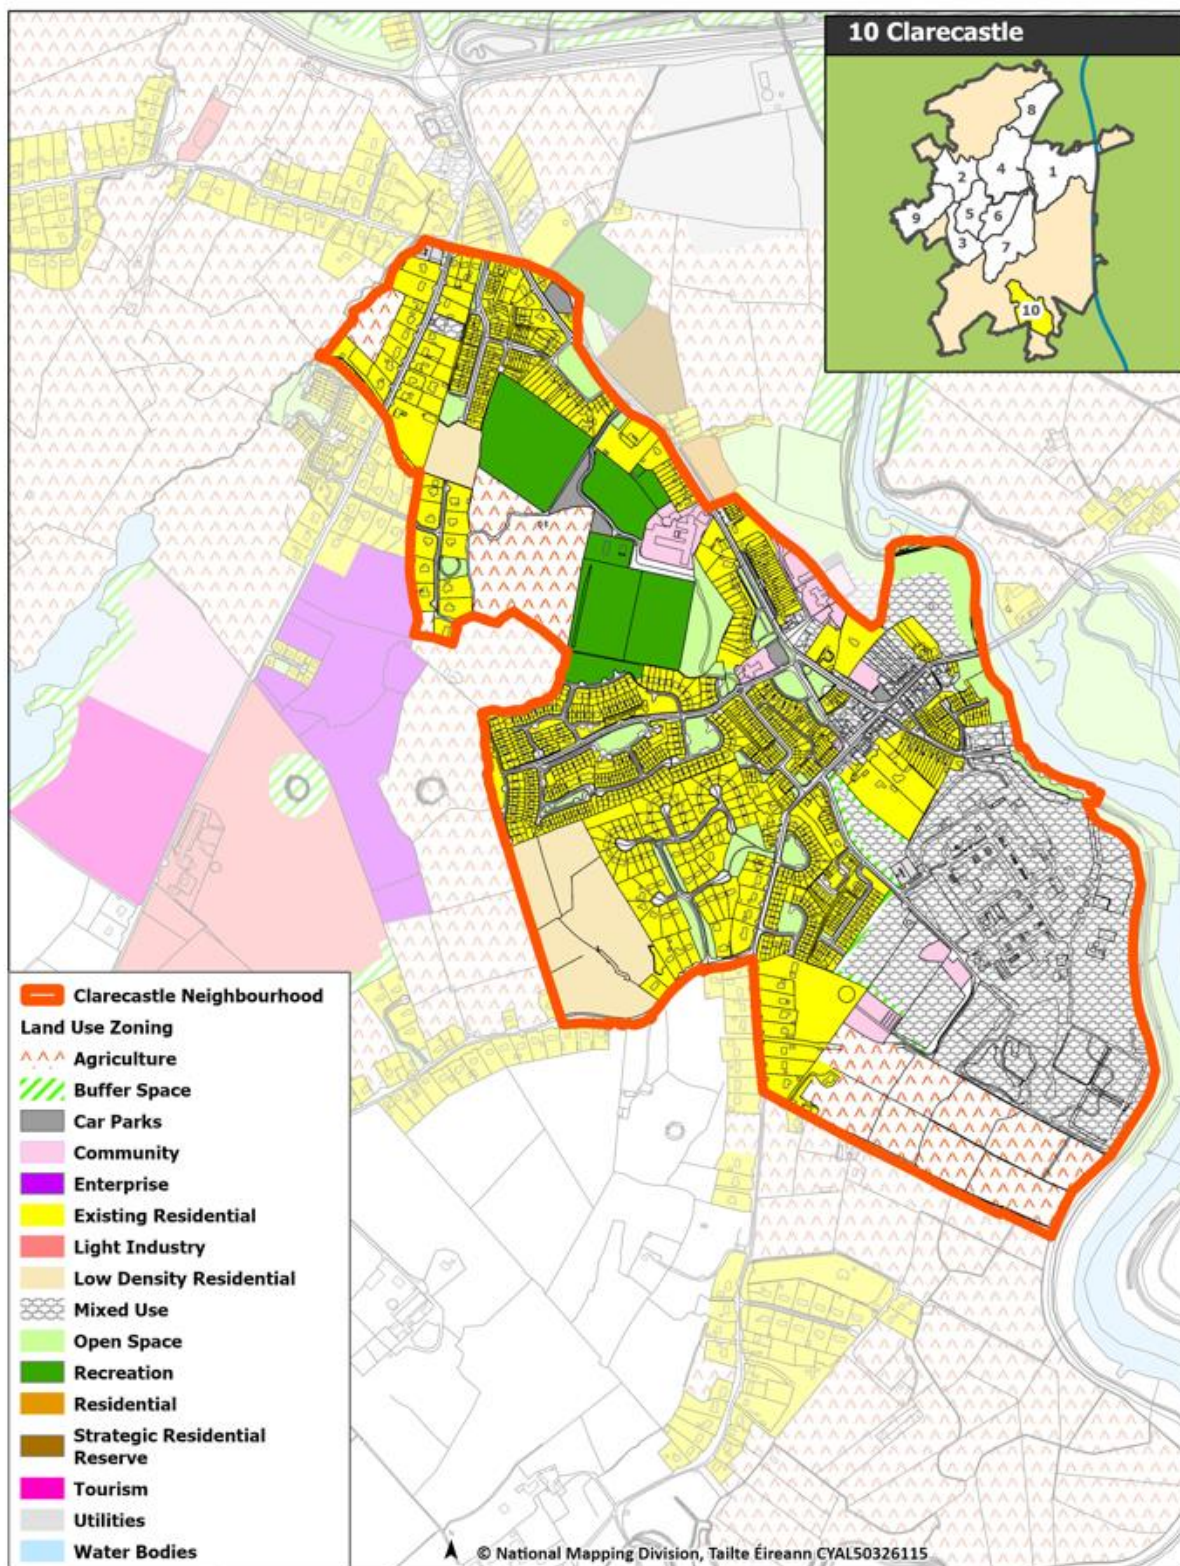 10 Clarecastle
8
4
1
2
5
6
9
3
7
10
Clarecastle Neighbourhood
Land Use Zoning
Agriculture
Buffer Space
Car Parks
Community
Enterprise
Existing Residential
Light Industry
Low Density Residential
Mixed Use
Open Space
Recreation
Residential
Strategic Residential
Reserve
Tourism
Utilities
Water Bodies
© National Mapping Division, Tailte Éireann CYAL50326115